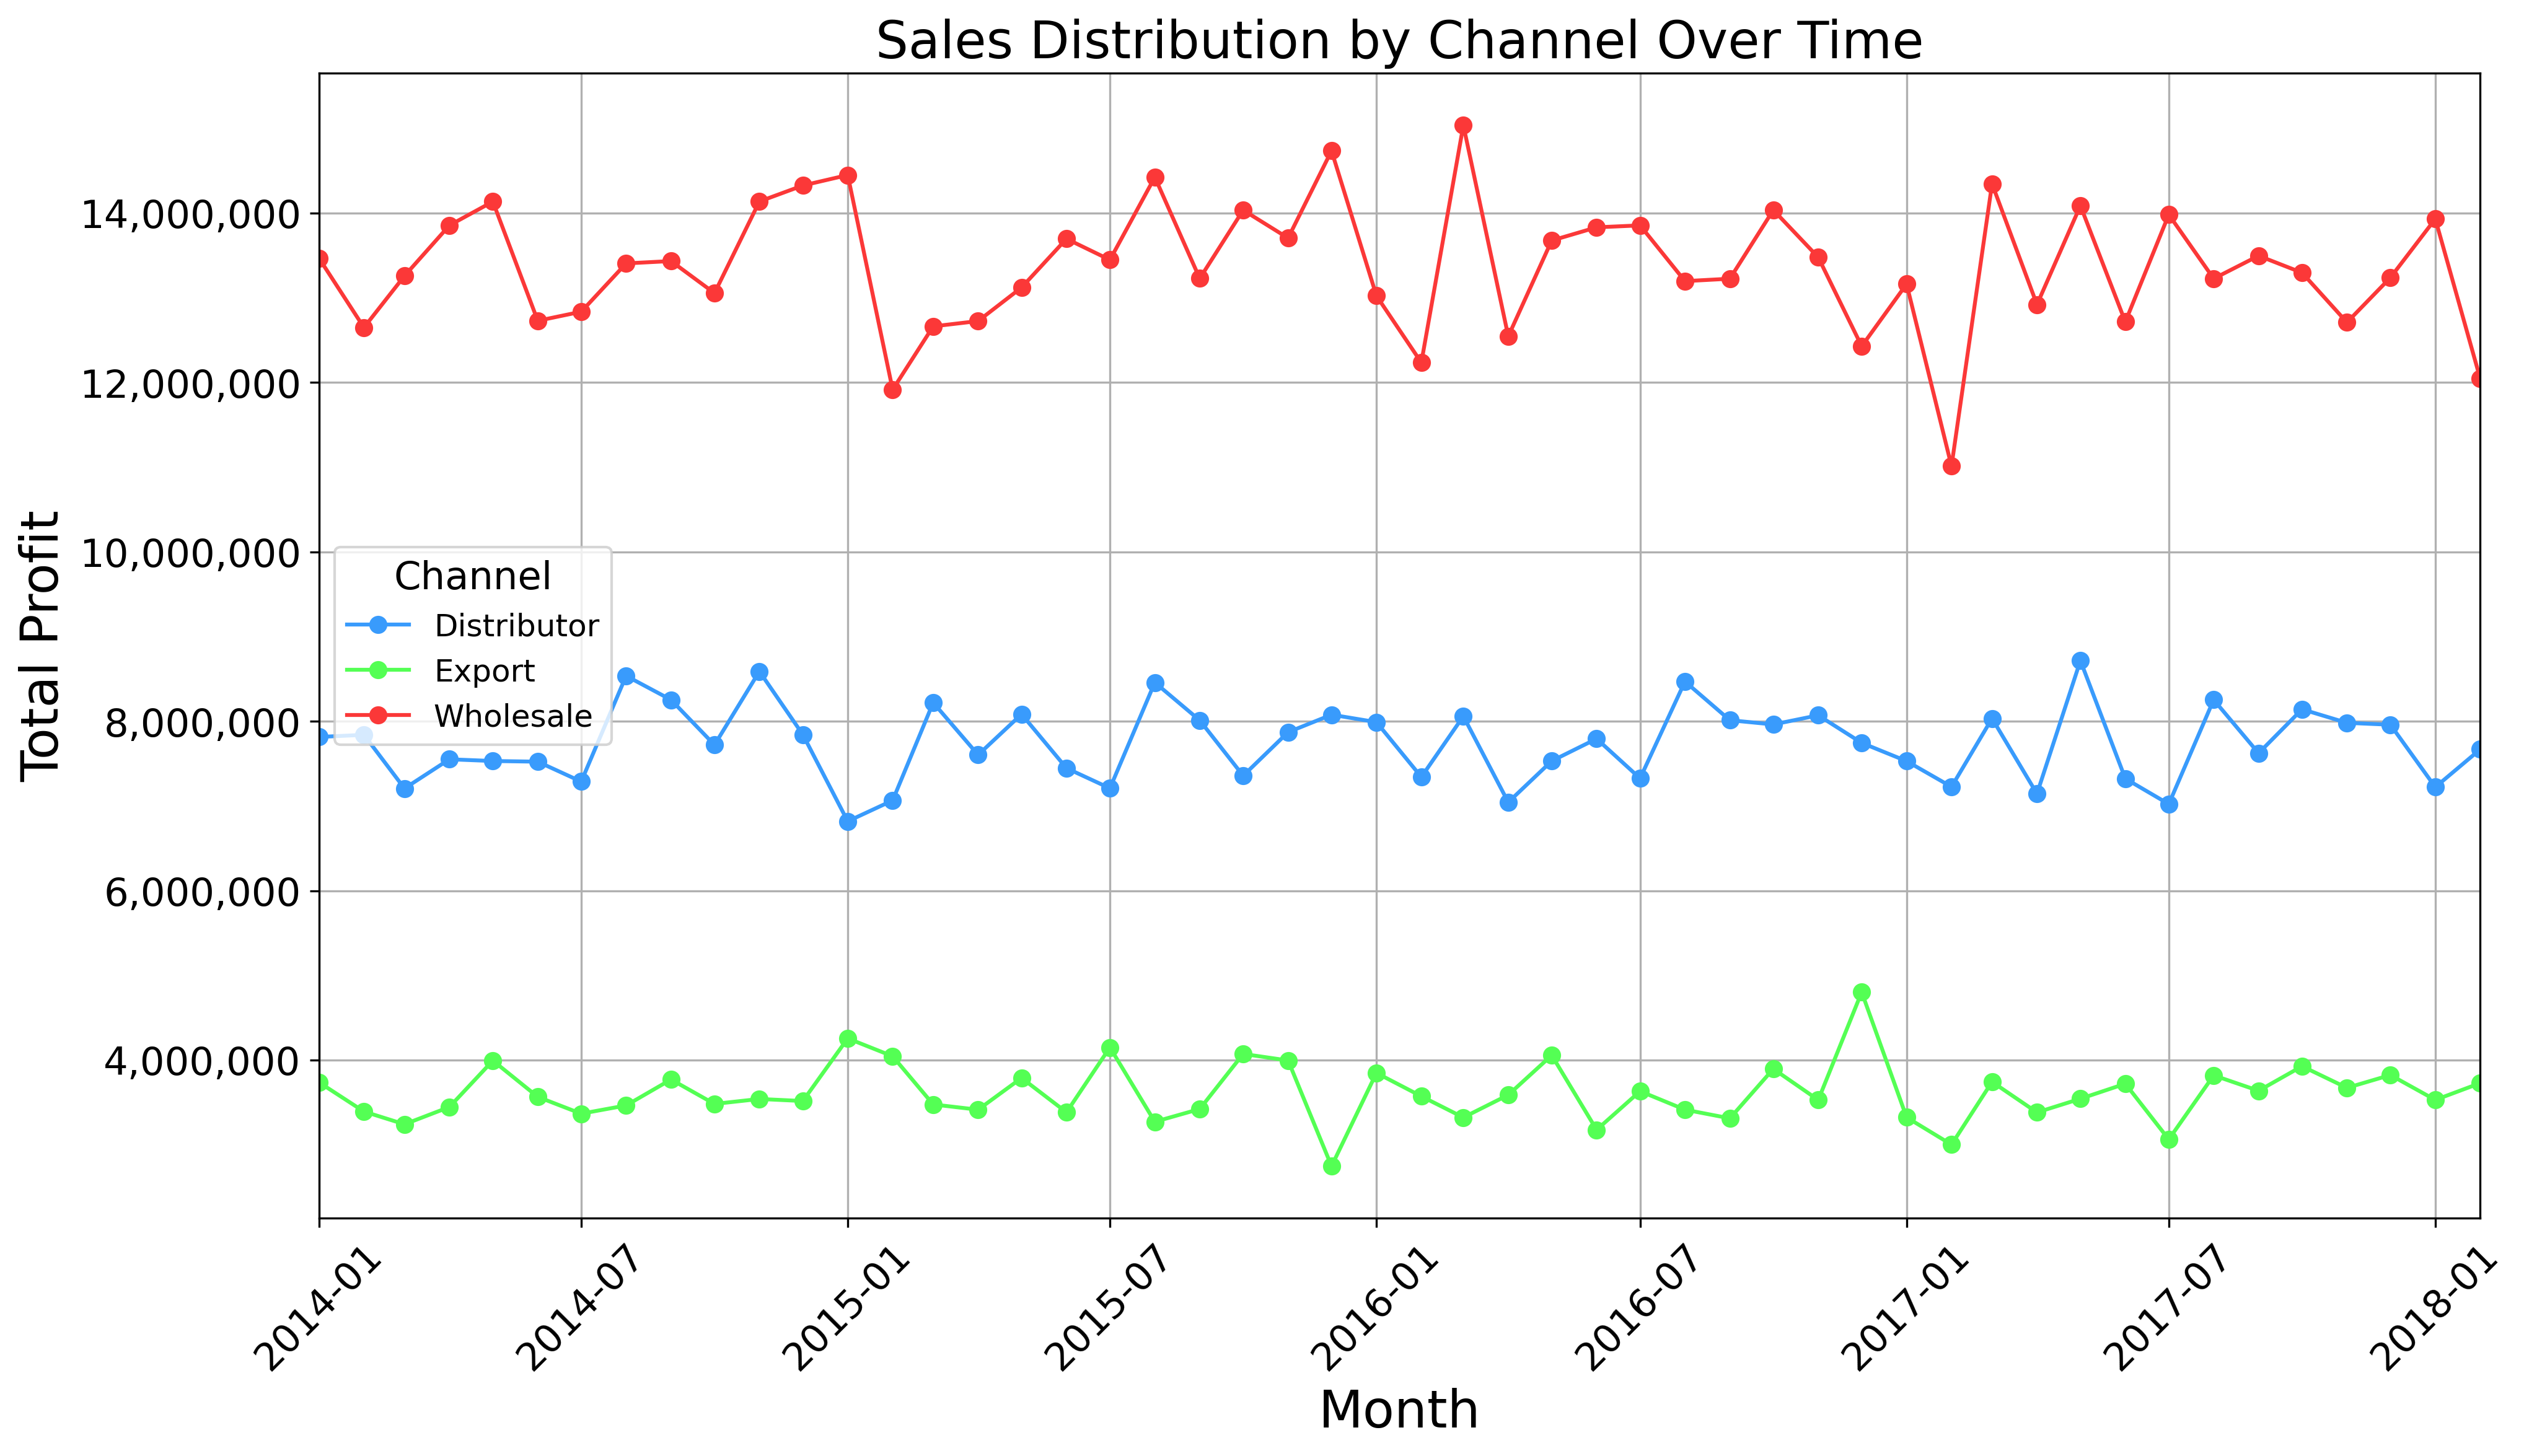 Sales Distribution by Channel Over Time
Total Profit
14,000,000
12,000,000
10,000,000
8,000,000
6,000,000
4,000,000
Channel
Distributor
Export
Wholesale
2014-01
2014-07
2015-01
2015-07
2016-01
2016-07
2017-01
2017-07
2018-01
Month